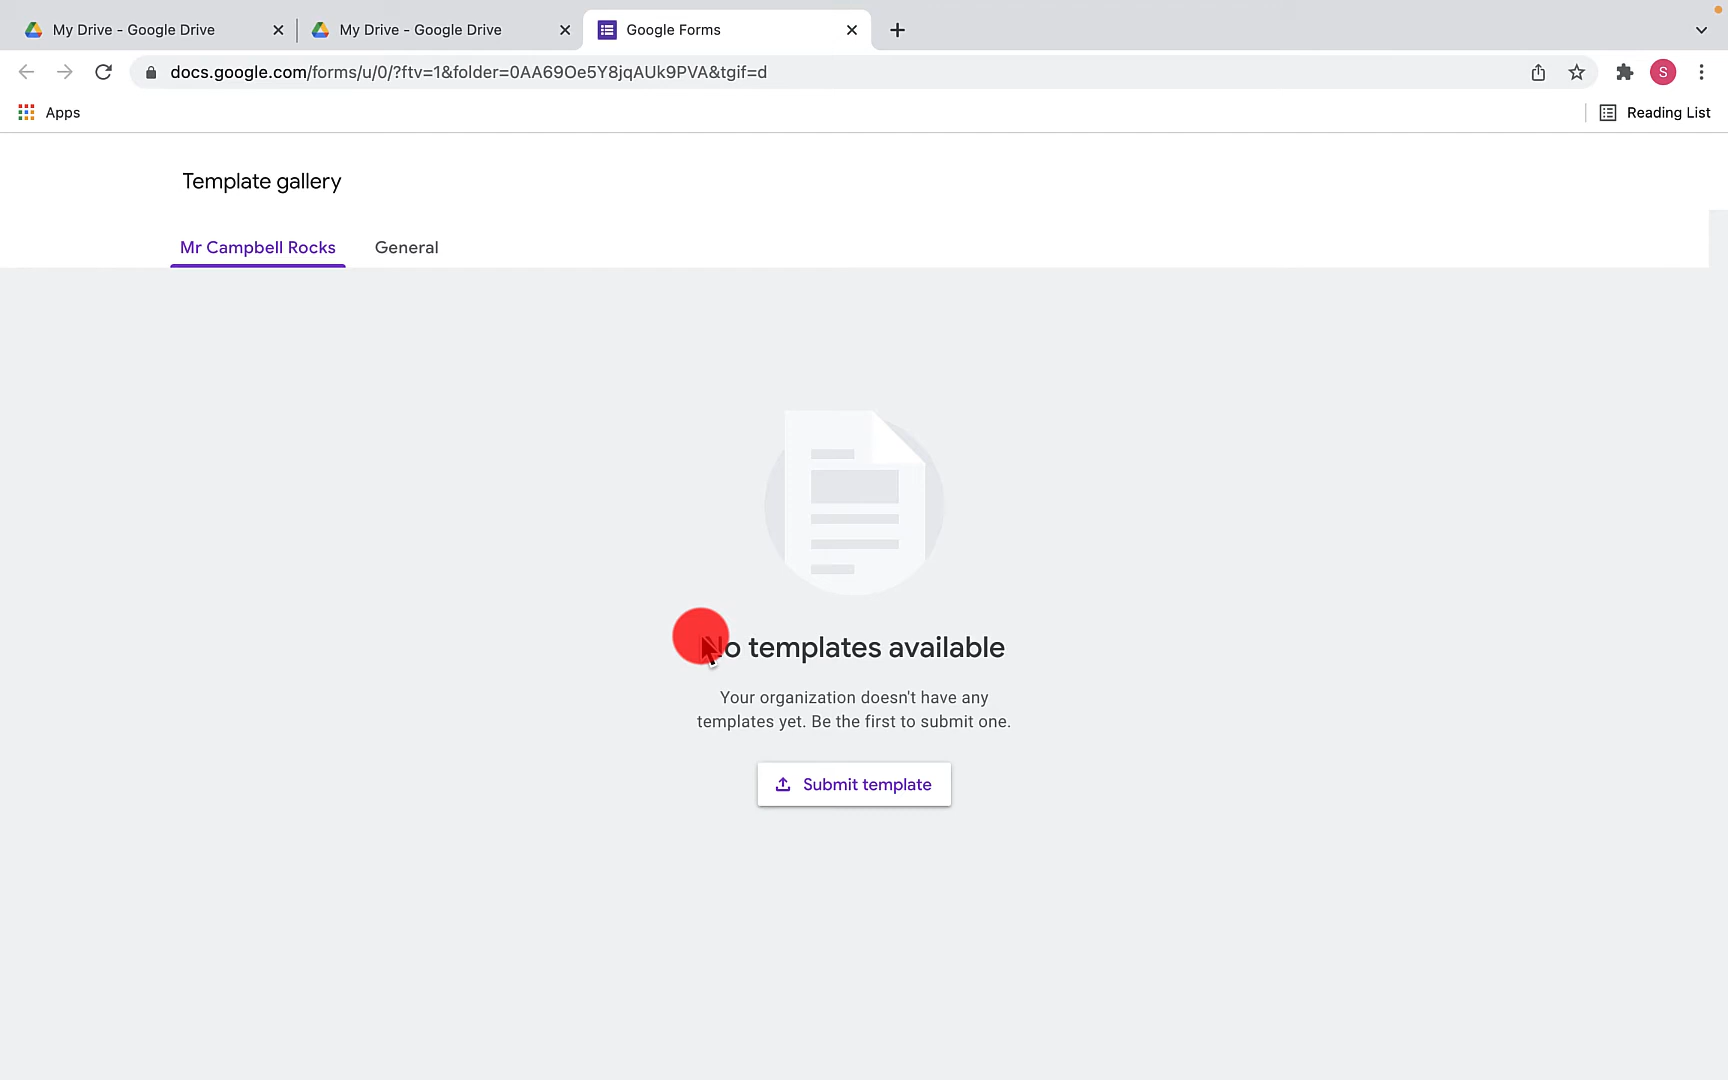 My Drive - Google Drive
My Drive - Google Drive
Google Forms
docs.google.com/forms/u/0/?ftv=1&folder=0AA69Oe5Y8jqAUk9PVA&tgif=d
S
Apps
Reading List
Template gallery
Mr Campbell Rocks
General
No templates available
Your organization doesn't have any
templates yet. Be the first to submit one.
Submit template